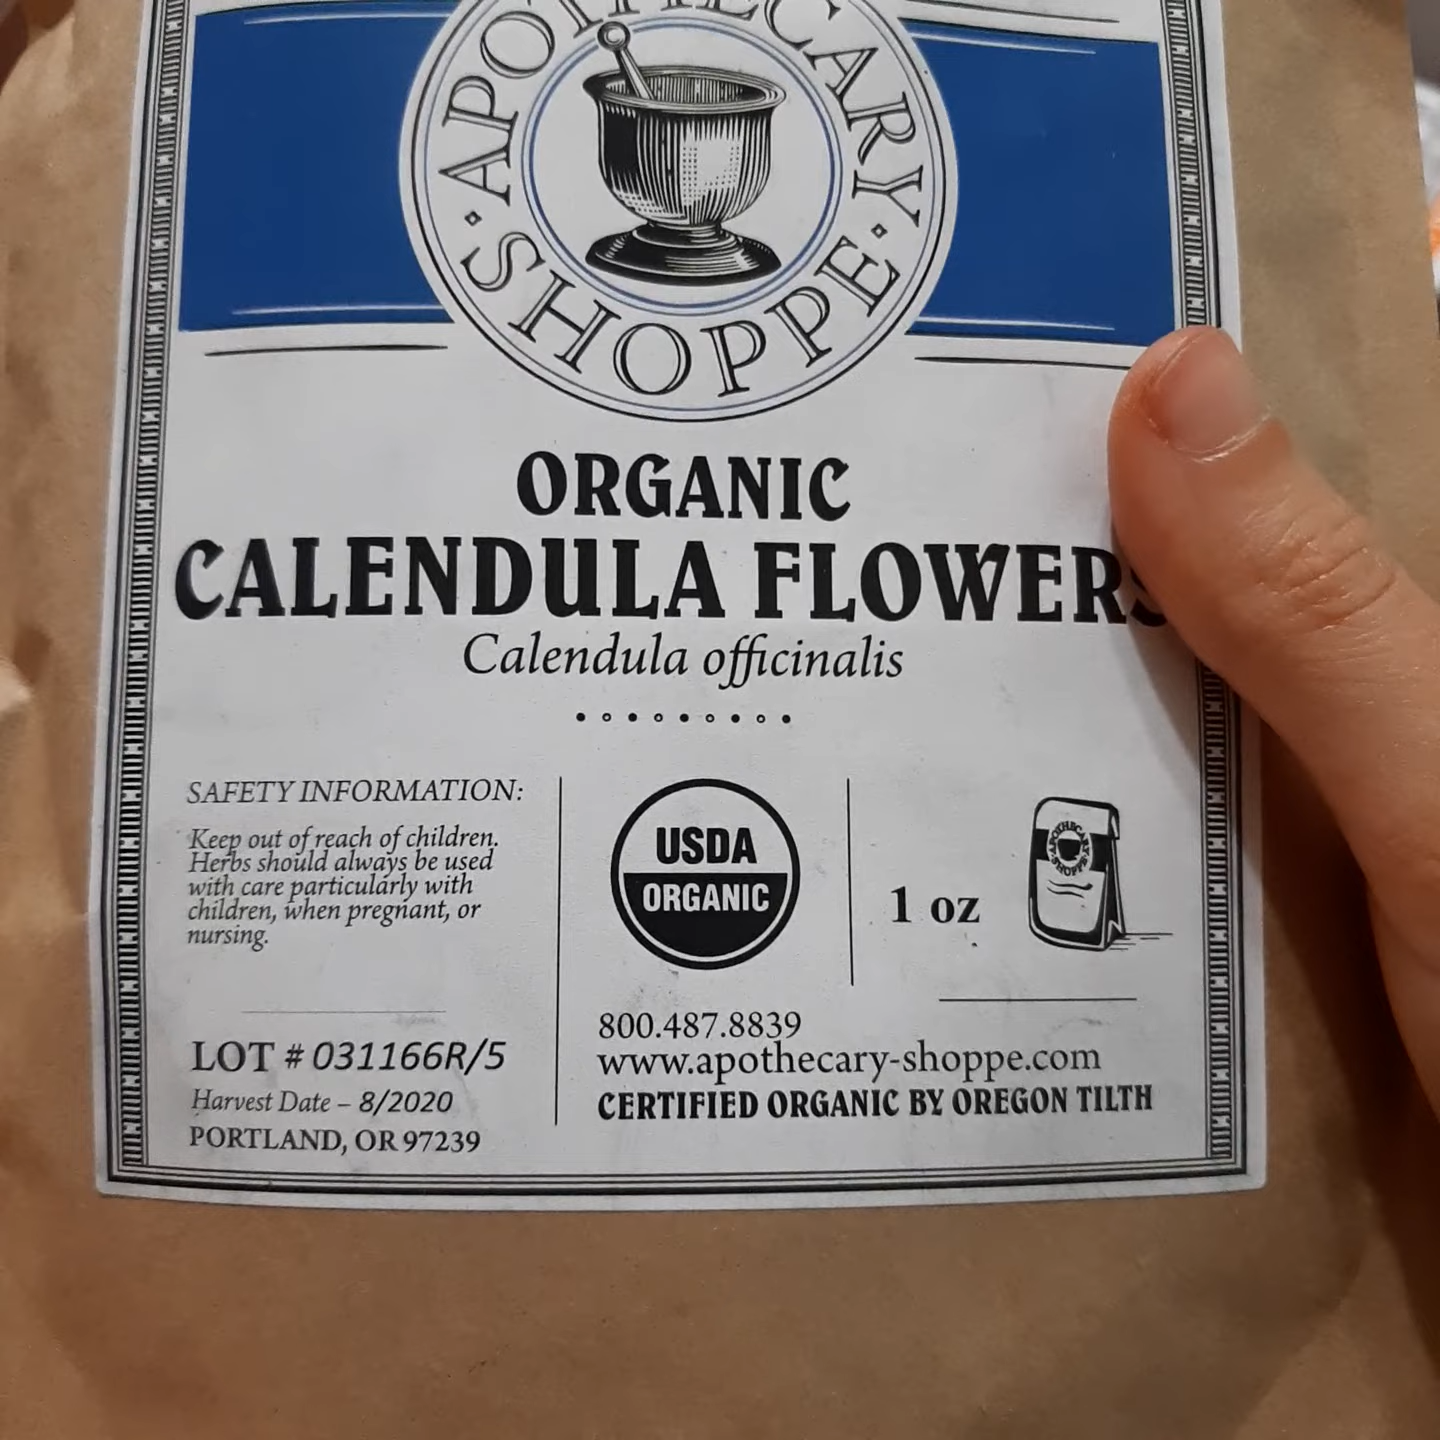 APOTHECARY
• SHOPPE •
ORGANIC
CALENDULA FLOWERS
Calendula officinalis
SAFETY INFORMATION:
Keep out of reach of children.
Herbs should always be used
with care particularly with
children, when pregnant, or
nursing.
LOT # 031166R/5
Harvest Date – 8/2020
PORTLAND, OR 97239
USDA
ORGANIC
1 oz
APOTHECARY
SHOPPE
800.487.8839
www.apothecary-shoppe.com
CERTIFIED ORGANIC BY OREGON TILTH